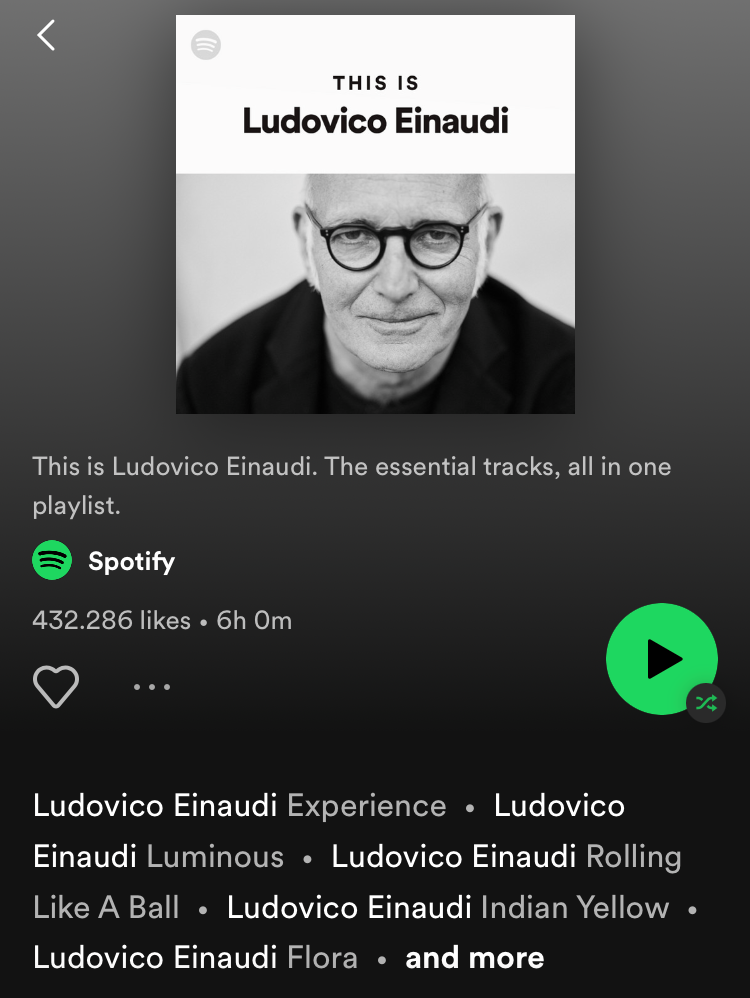 THIS IS
Ludovico Einaudi
This is Ludovico Einaudi. The essential tracks, all in one
playlist.
Spotify
432.286 likes • 6h 0m
Ludovico Einaudi Experience • Ludovico
Einaudi Luminous • Ludovico Einaudi Rolling
Like A Ball • Ludovico Einaudi Indian Yellow •
Ludovico Einaudi Flora • and more